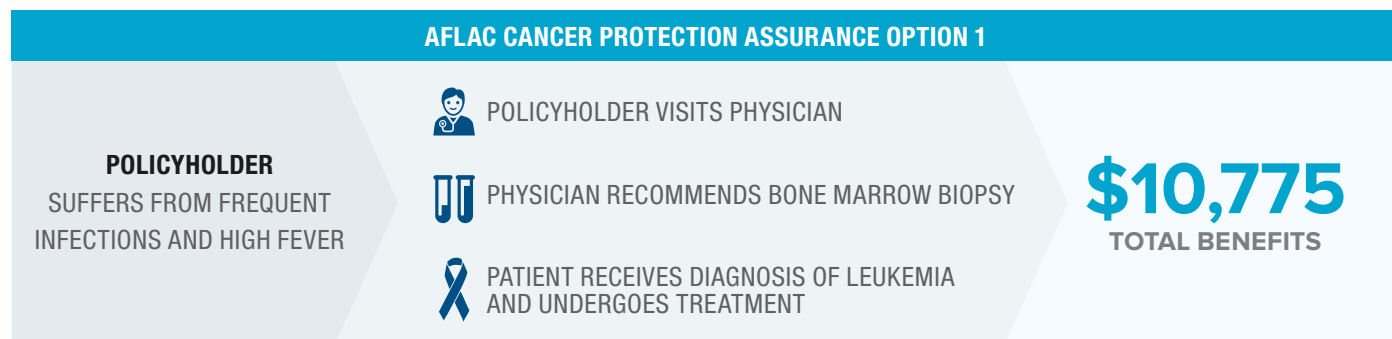 AFLAC CANCER PROTECTION ASSURANCE OPTION 1
POLICYHOLDER
SUFFERS FROM FREQUENT
INFECTIONS AND HIGH FEVER
POLICYHOLDER VISITS PHYSICIAN
PHYSICIAN RECOMMENDS BONE MARROW BIOPSY
PATIENT RECEIVES DIAGNOSIS OF LEUKEMIA
AND UNDERGOES TREATMENT
$10,775
TOTAL BENEFITS